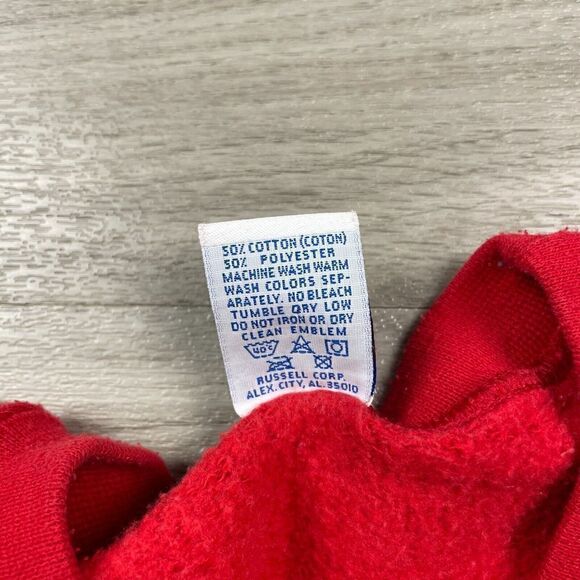 50% COTTON (COTON)
50% POLYESTER
MACHINE WASH WARM
WASH COLORS SEP-
ARATELY. NO BLEACH
TUMBLE DRY LOW
DO NOT IRON OR DRY
CLEAN EMBLEM
40°C
RUSSELL CORP.
ALEX. CITY, AL. 35010